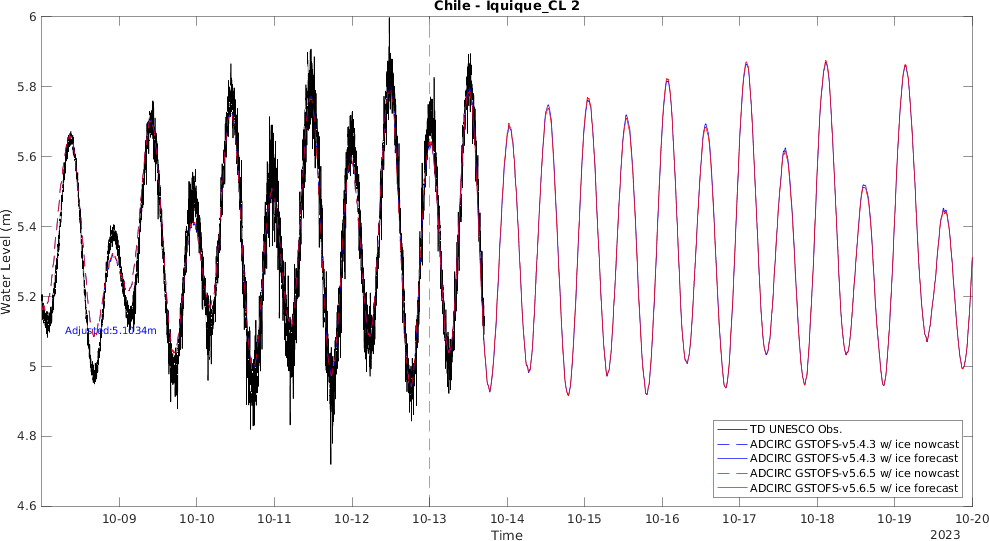 Chile - Iquique_CL 2
6
5.8
5.6
5.4
5.2
5
4.8
4.6
Water Level (m)
Adjusted:5.1034m
TD UNESCO Obs.
ADCIRC GSTOFS-v5.4.3 w/ ice nowcast
ADCIRC GSTOFS-v5.4.3 w/ ice forecast
ADCIRC GSTOFS-v5.6.5 w/ ice nowcast
ADCIRC GSTOFS-v5.6.5 w/ ice forecast
10-09 10-10 10-11 10-12 10-13 10-14 10-15 10-16 10-17 10-18 10-19 10-20
Time
2023